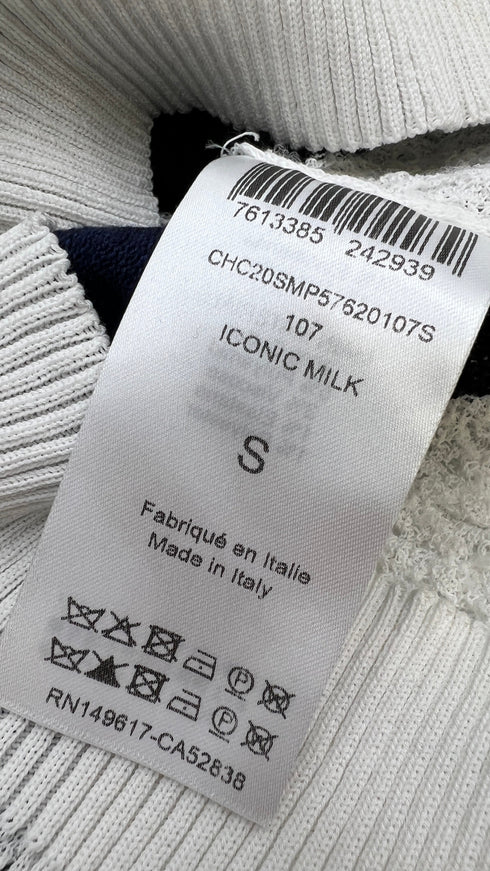 7613385 242939
CHC20SMP57620107S
107
ICONIC MILK
S
Fabriqué en Italie
Made in Italy
P
P
RN149617-CA52838